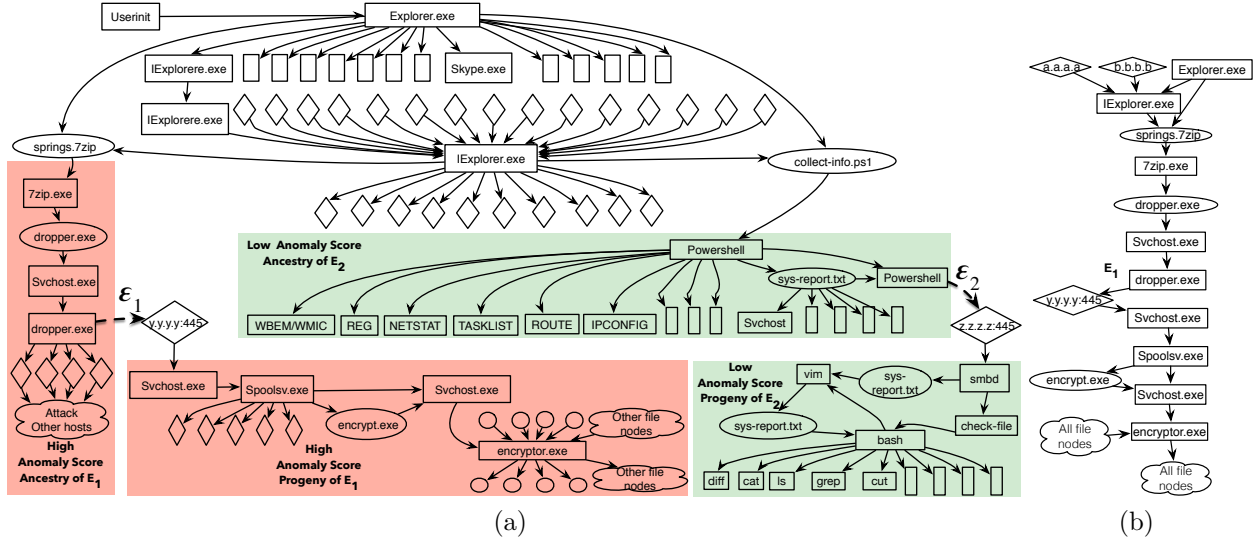 Userinit
Explorer.exe
IExplorere.exe
Skype.exe
IExplorere.exe
springs.7zip
IExplorer.exe
collect-info.ps1
7zip.exe
dropper.exe
Svchost.exe
dropper.exe
Attack
Other hosts
High
Anomaly Score
Ancestry of E1
ε1
y.y.y.y:445
Low Anomaly Score
Ancestry of E2
Powershell
sys-report.txt
Powershell
WBEM/WMIC
REG
NETSTAT
TASKLIST
ROUTE
IPCONFIG
Svchost
ε2
z.z.z.z:445
Svchost.exe
Spoolsv.exe
Svchost.exe
encrypt.exe
Other file
nodes
encryptor.exe
Other file
nodes
High
Anomaly Score
Progeny of E1
Low
Anomaly Score
Progeny of E2
vim
sys-
report.txt
smbd
sys-report.txt
check-file
bash
diff
cat
ls
grep
cut
(a)
a.a.a.a
b.b.b.b
Explorer.exe
IExplorer.exe
springs.7zip
7zip.exe
dropper.exe
Svchost.exe
E1
dropper.exe
y.y.y.y:445
Svchost.exe
Spoolsv.exe
encrypt.exe
Svchost.exe
All file
nodes
encryptor.exe
All file
nodes
(b)